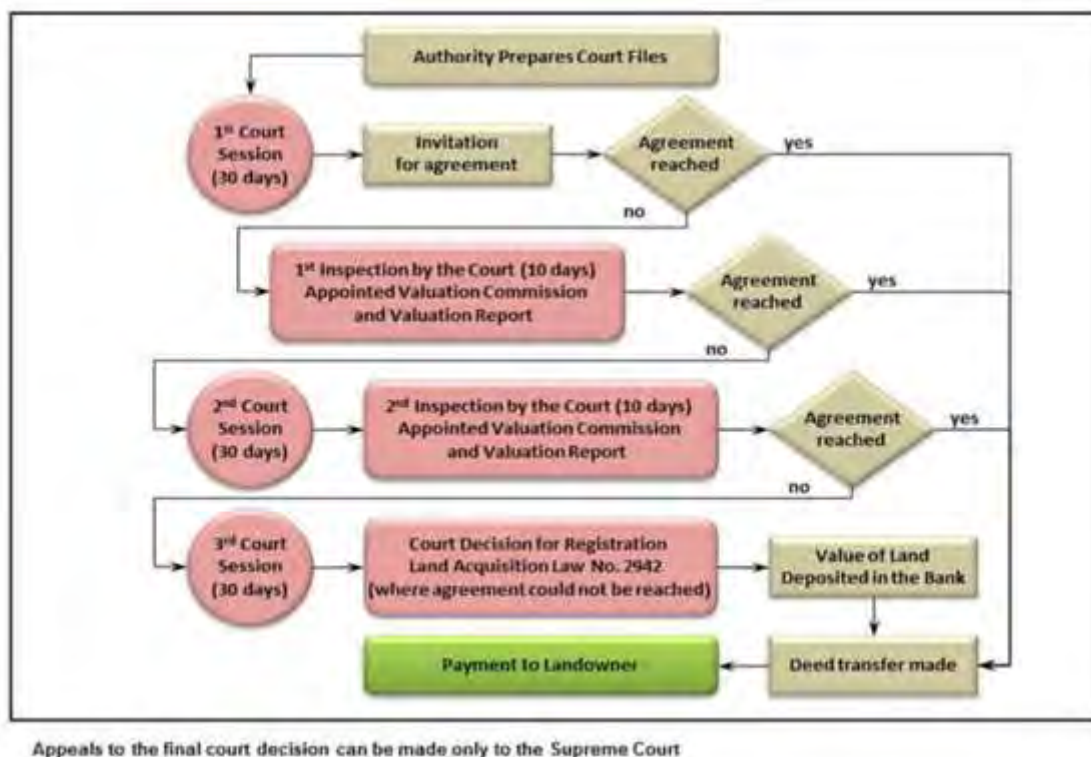 Authority Prepares Court Files
1st Court
Session
(30 days)
Invitation
for agreement
Agreement
reached
yes
no
1st Inspection by the Court (10 days)
Appointed Valuation Commission
and Valuation Report
Agreement
reached
yes
no
2nd Court
Session
(30 days)
2nd Inspection by the Court (10 days)
Appointed Valuation Commission
and Valuation Report
Agreement
reached
yes
no
3rd Court
Session
(30 days)
Court Decision for Registration
Land Acquisition Law No. 2942
(where agreement could not be reached)
Value of Land
Deposited in the Bank
Payment to Landowner
Deed transfer made
Appeals to the final court decision can be made only to the Supreme Court